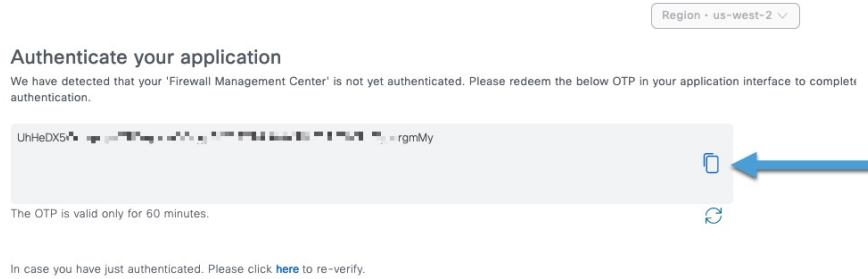 Region - us-west-2
Authenticate your application
We have detected that your 'Firewall Management Center' is not yet authenticated. Please redeem the below OTP in your application interface to complete
authentication.
UhHeDX5 rgmMy
The OTP is valid only for 60 minutes.
In case you have just authenticated. Please click here to re-verify.